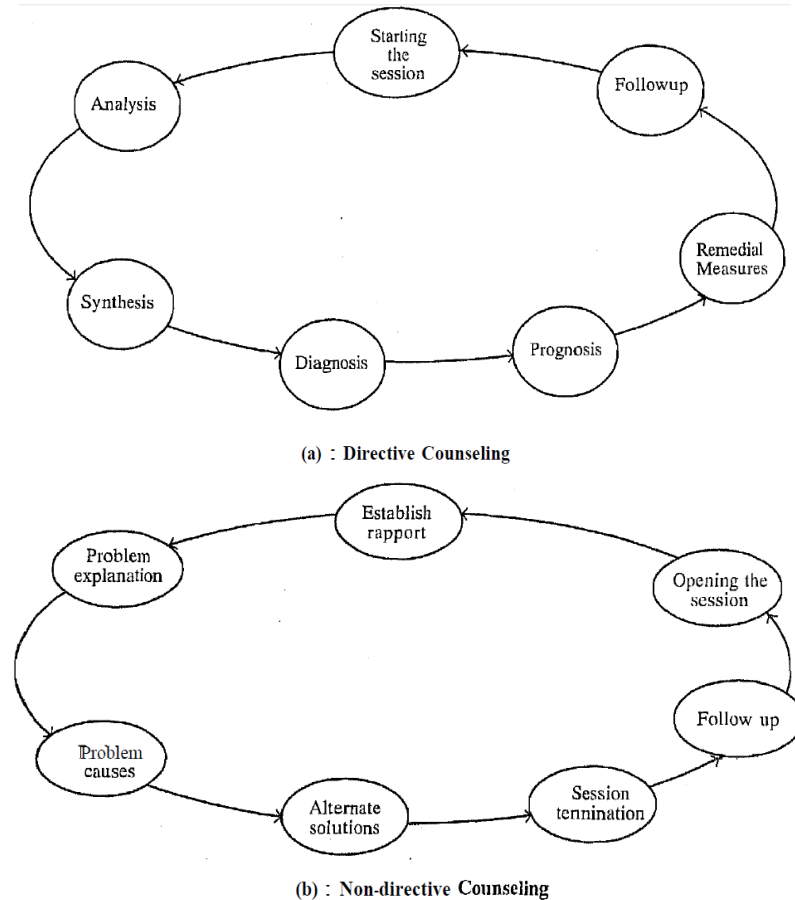 Starting
the
session
Followup
Analysis
Remedial
Measures
Synthesis
Diagnosis
Prognosis
(a) : Directive Counseling
Establish
rapport
Problem
explanation
Opening the
session
Follow up
Problem
causes
Alternate
solutions
Session
tennination
(b) : Non-directive Counseling